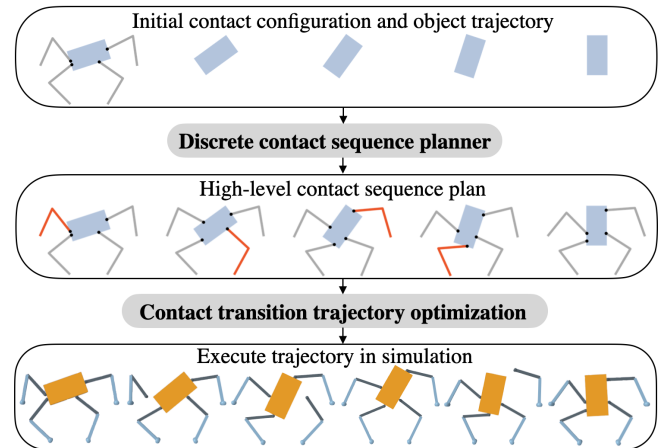 Initial contact configuration and object trajectory
Discrete contact sequence planner
High-level contact sequence plan
Contact transition trajectory optimization
Execute trajectory in simulation